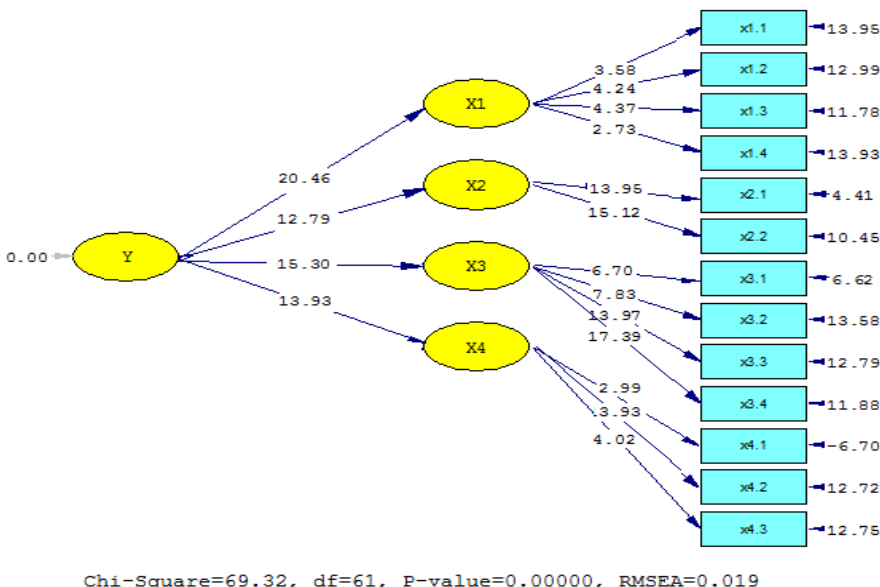 x1.1
13.95
x1.2
12.99
3.58
4.24
X1
4.37
x1.3
11.78
2.73
x1.4
13.93
20.46
X2
13.95
x2.1
4.41
12.79
15.12
x2.2
10.45
0.00
Y
15.30
X3
6.70
x3.1
6.62
7.83
13.93
13.97
x3.2
13.58
17.39
X4
x3.3
12.79
2.99
x3.4
11.88
3.93
4.02
x4.1
-6.70
x4.2
12.72
x4.3
12.75
Chi-Square=69.32, df=61, P-value=0.00000, RMSEA=0.019